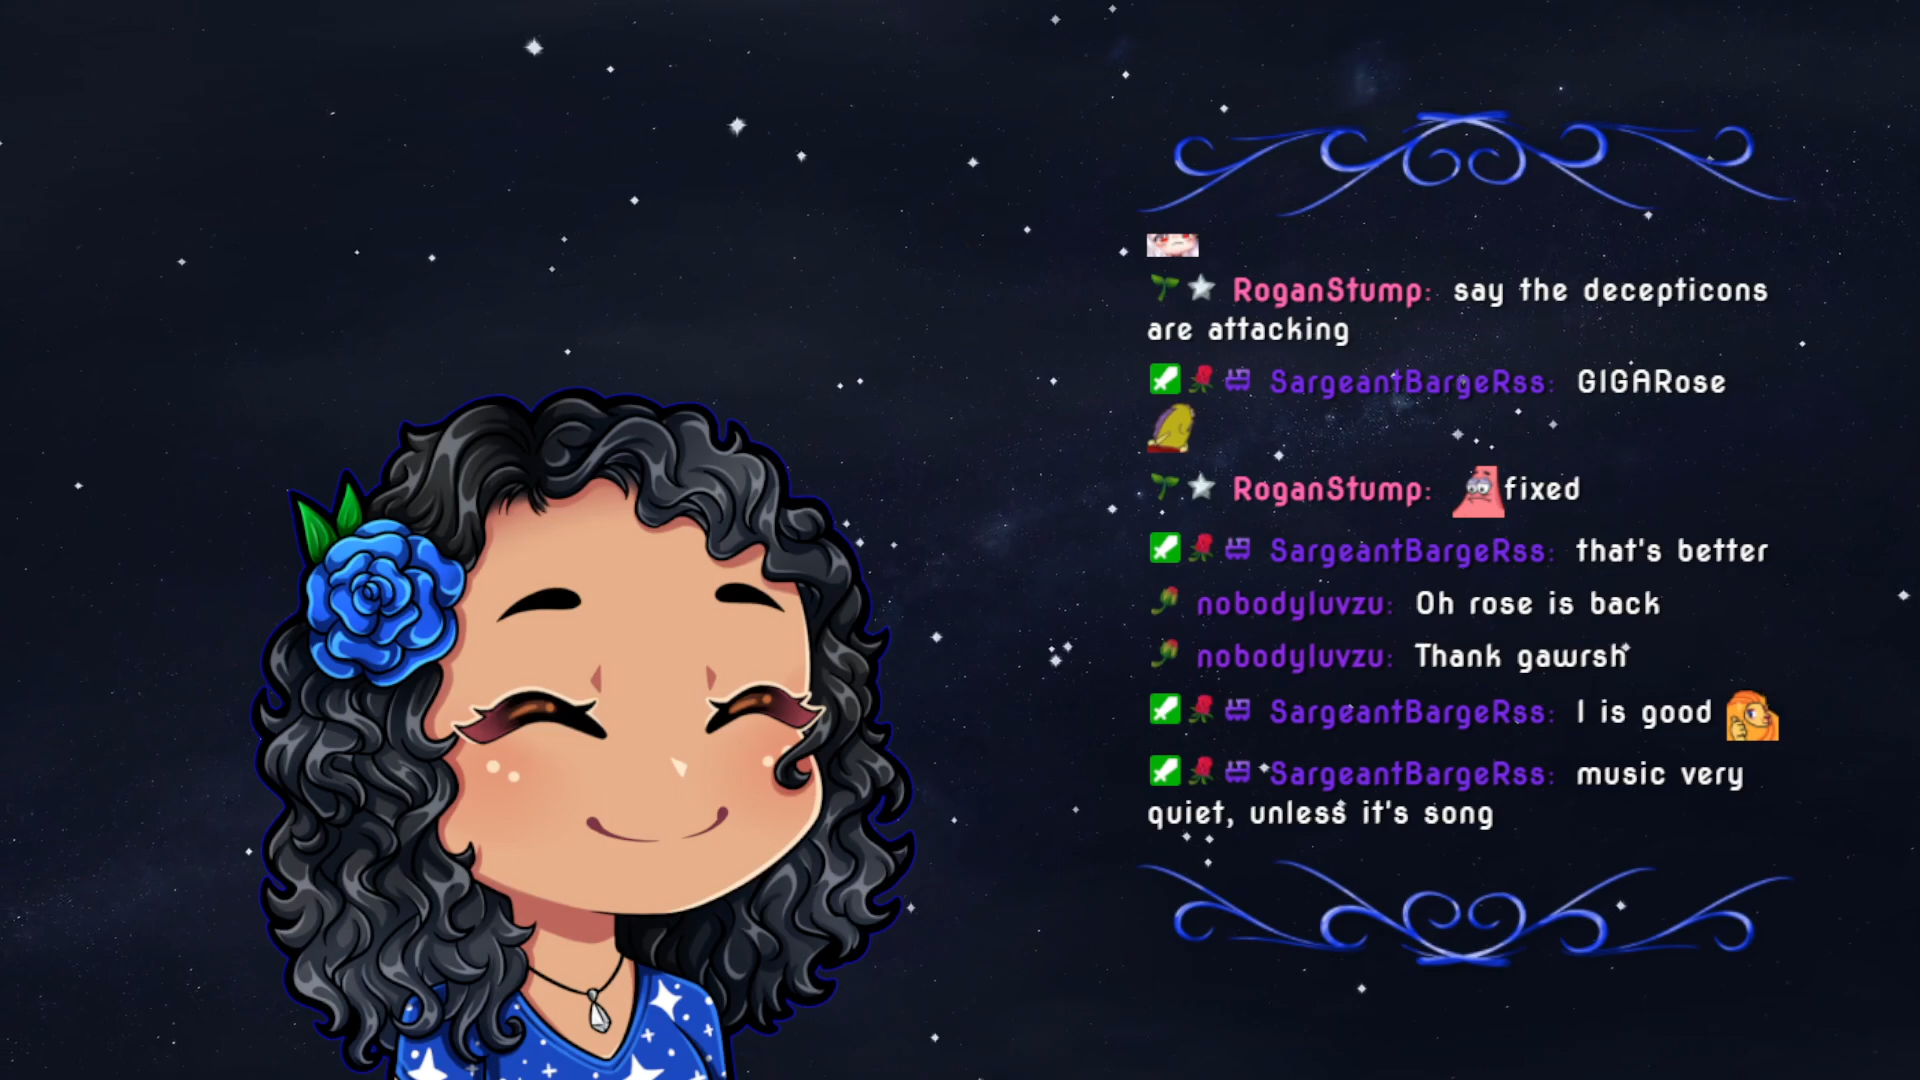 RoganStump: say the decepticons
are attacking
SargeantBargeRss: GIGARose
RoganStump: fixed
SargeantBargeRss: that's better
nobodyluvzu: Oh rose is back
nobodyluvzu: Thank gawrsh
SargeantBargeRss: I is good
SargeantBargeRss: music very
quiet, unless it's song